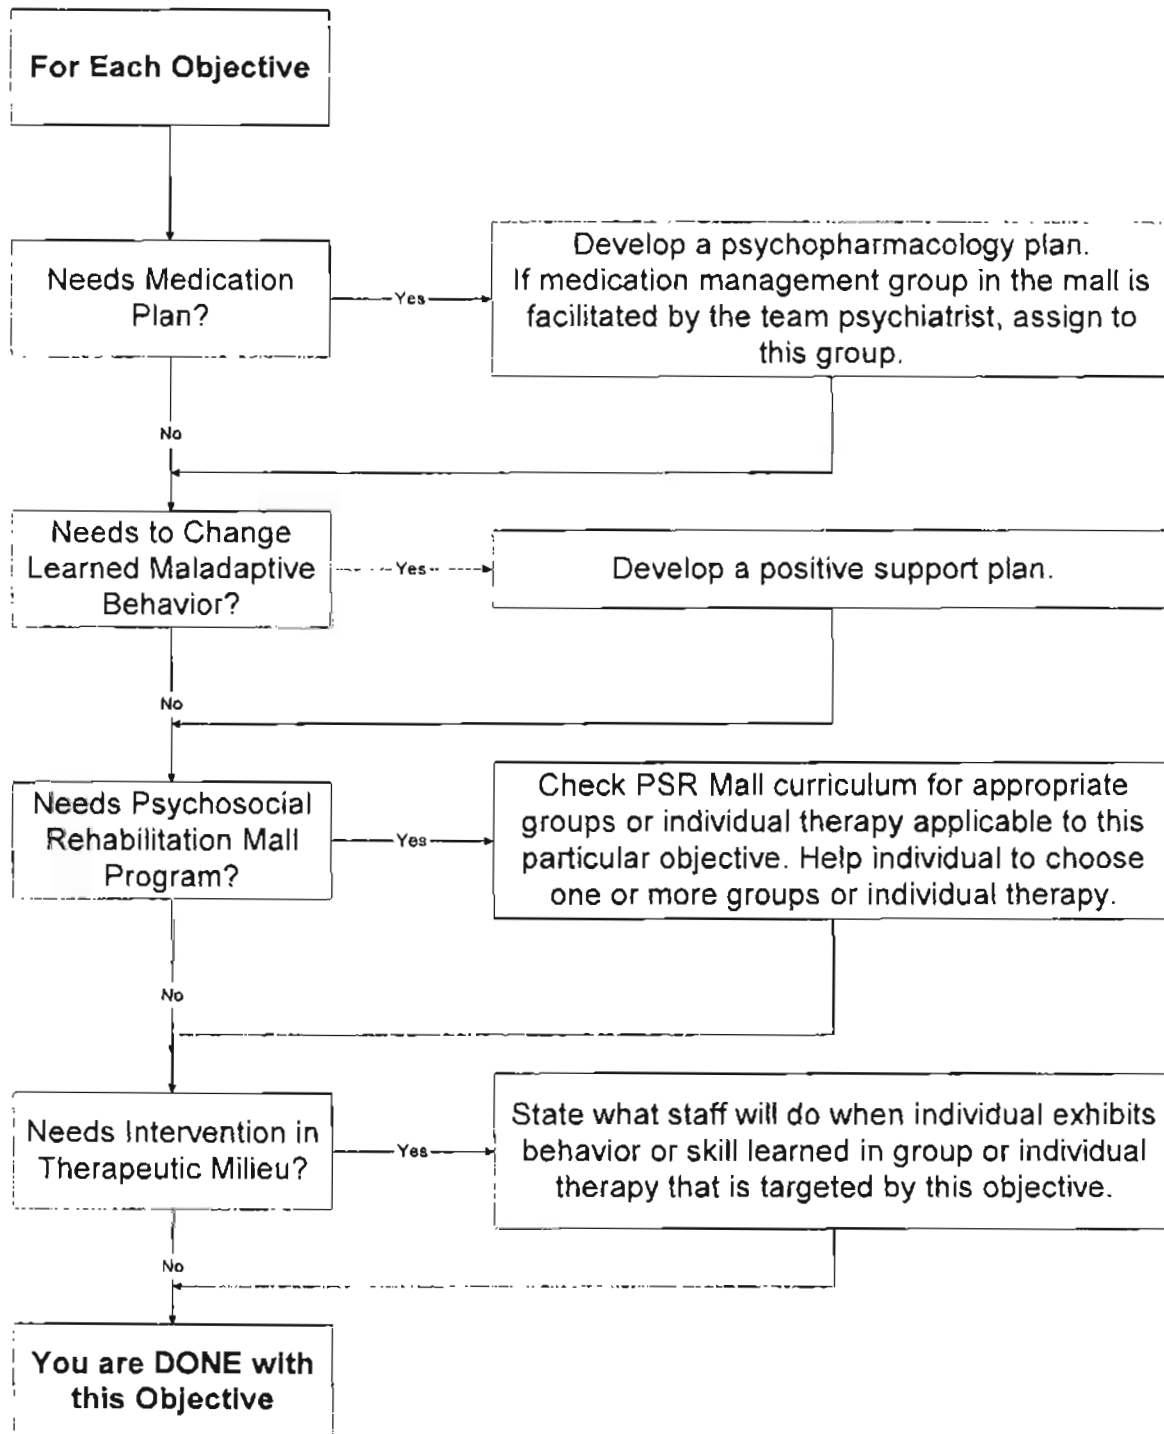 For Each Objective
Needs Medication
Plan?
Yes
Develop a psychopharmacology plan.
If medication management group in the mall is
facilitated by the team psychiatrist, assign to
this group.
No
Needs to Change
Learned Maladaptive
Behavior?
Yes
Develop a positive support plan.
No
Needs Psychosocial
Rehabilitation Mall
Program?
Yes
Check PSR Mall curriculum for appropriate
groups or individual therapy applicable to this
particular objective. Help individual to choose
one or more groups or individual therapy.
No
Needs Intervention in
Therapeutic Milieu?
Yes
State what staff will do when individual exhibits
behavior or skill learned in group or individual
therapy that is targeted by this objective.
No
You are DONE with
this Objective